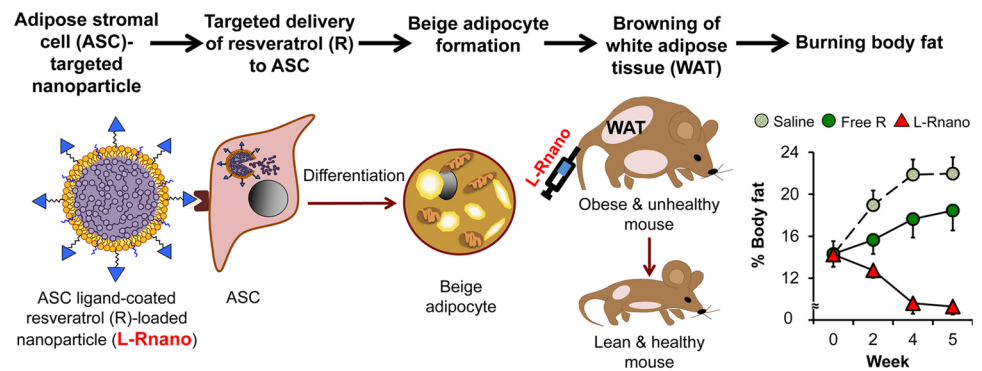 Adipose stromal
cell (ASC)-
targeted
nanoparticle
Targeted delivery
of resveratrol (R)
to ASC
Beige adipocyte
formation
Browning of
white adipose
tissue (WAT)
Burning body fat
ASC ligand-coated
resveratrol (R)-loaded
nanoparticle (L-Rnano)
ASC
Differentiation
Beige
adipocyte
L-Rnano
WAT
Obese & unhealthy
mouse
Lean & healthy
mouse
Saline Free R L-Rnano
% Body fat
24
20
16
12
0
≈
0 2 4 5
Week